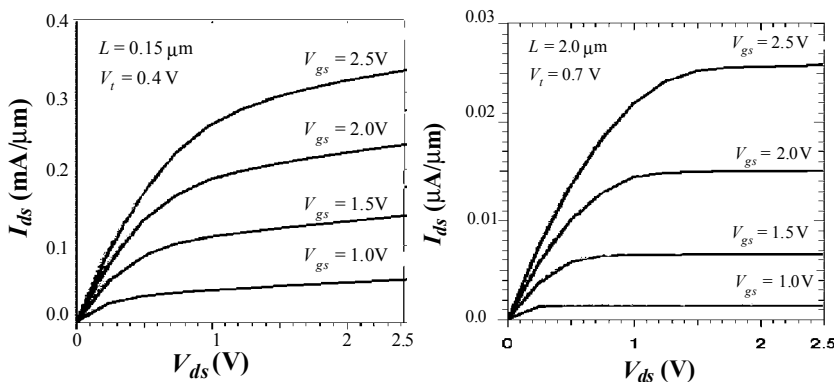 0.4
0.3
0.2
0.1
0.0
I_ds (mA/μm)
L = 0.15 μm
V_t = 0.4 V
V_gs = 2.5V
V_gs = 2.0V
V_gs = 1.5V
V_gs = 1.0V
0 1 2 2.5
V_ds (V)
0.03
0.02
0.01
0
I_ds (μA/μm)
L = 2.0 μm
V_t = 0.7 V
V_gs = 2.5V
V_gs = 2.0V
V_gs = 1.5V
V_gs = 1.0V
0 1 2 2.5
V_ds (V)